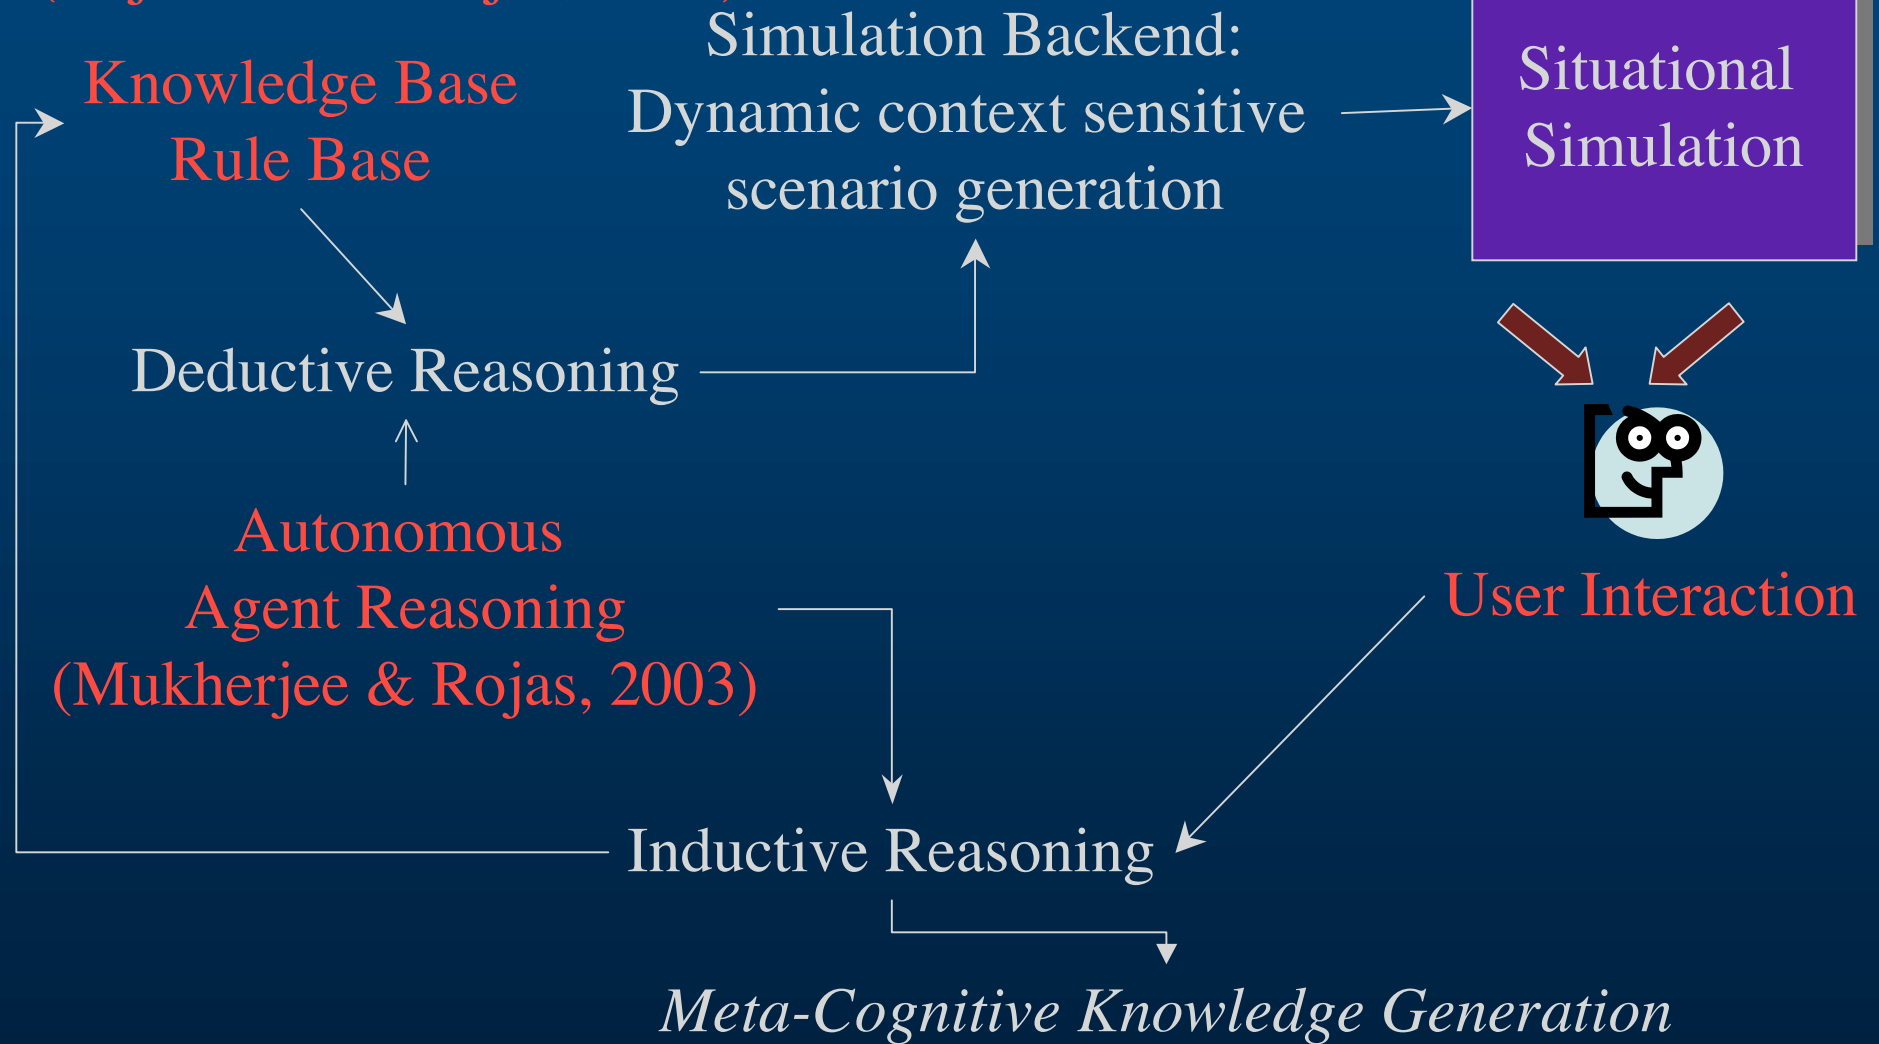 Knowledge Base
Rule Base
Simulation Backend:
Dynamic context sensitive
scenario generation
Situational
Simulation
Deductive Reasoning
Autonomous
Agent Reasoning
(Mukherjee & Rojas, 2003)
User Interaction
Inductive Reasoning
Meta-Cognitive Knowledge Generation